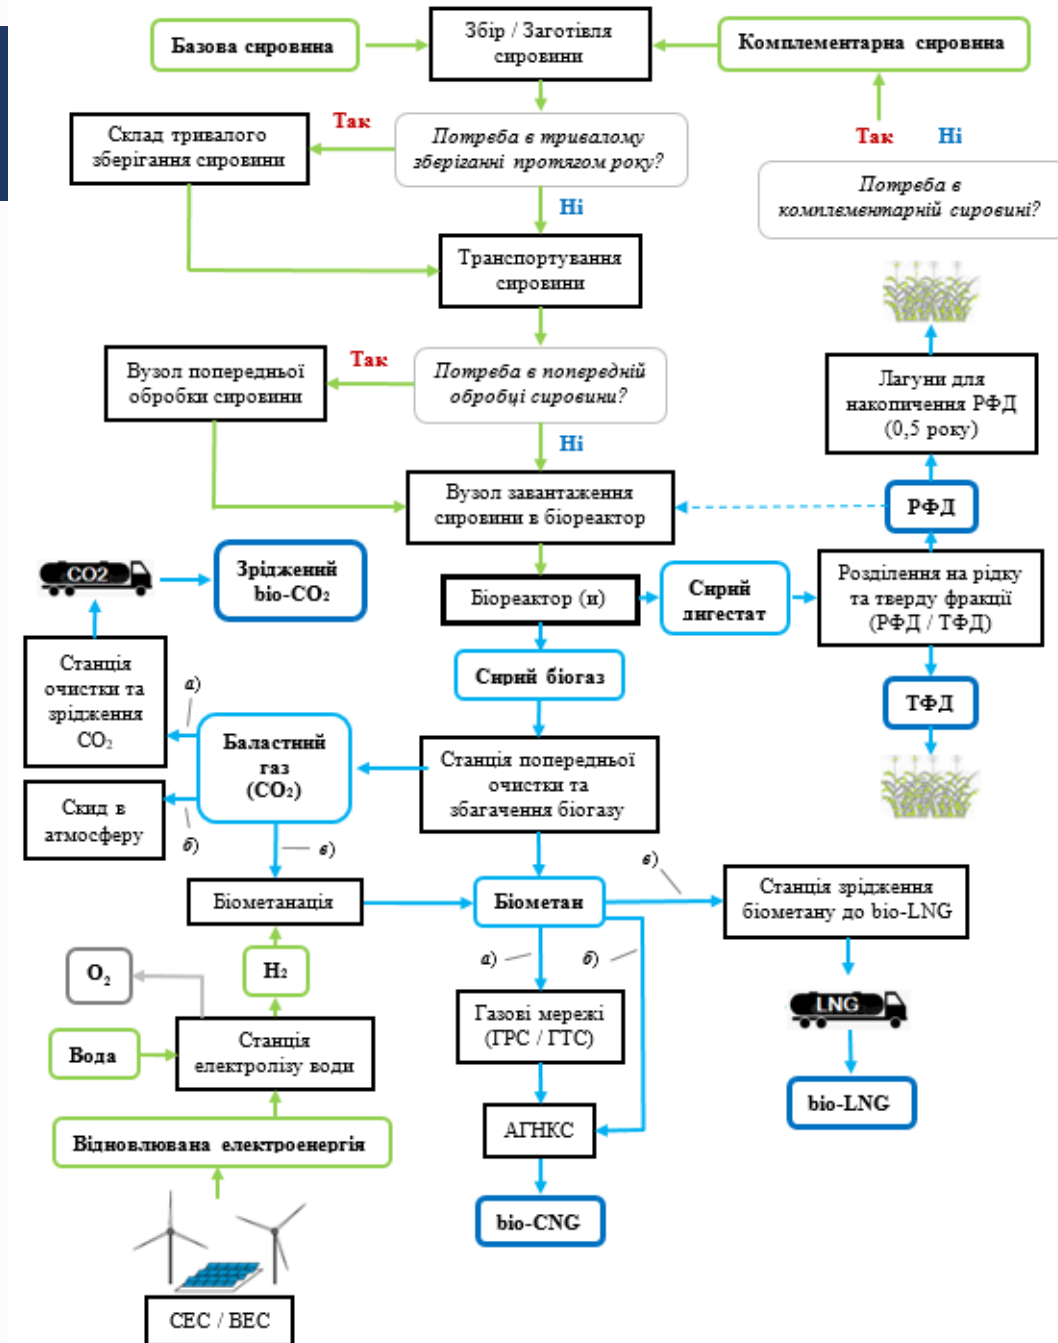 Базова сировина
Збір / Заготівля
сировини
Комплементарна сировина
Так
Ні
Потреба в
комплементарній сировині?
Склад тривалого
зберігання сировини
Так
Потреба в тривалому
зберіганні протягом року?
Ні
Транспортування
сировини
Вузол попередньої
обробки сировини
Так
Потреба в попередній
обробці сировини?
Ні
Лагуни для
накопичення РФД
(0,5 року)
РФД
Вузол завантаження
сировини в біореактор
CO2
Зріджений
bio-CO₂
Біореактор (и)
Сирий
дигестат
Розділення на рідку
та тверду фракції
(РФД / ТФД)
Сирий біогаз
ТФД
Станція
очистки та
зрідження
CO₂
а)
Баластний
газ
(CO₂)
Станція попередньої
очистки та
збагачення біогазу
Скид в
атмосферу
б)
в)
Біометанація
Біометан
в)
Станція зрідження
біометану до bio-LNG
а)
б)
O₂
H₂
LNG
Газові мережі
(ГРС / ГТС)
Вода
Станція
електролізу води
bio-LNG
АГНКС
Відновлювана електроенергія
bio-CNG
СЕС / ВЕС